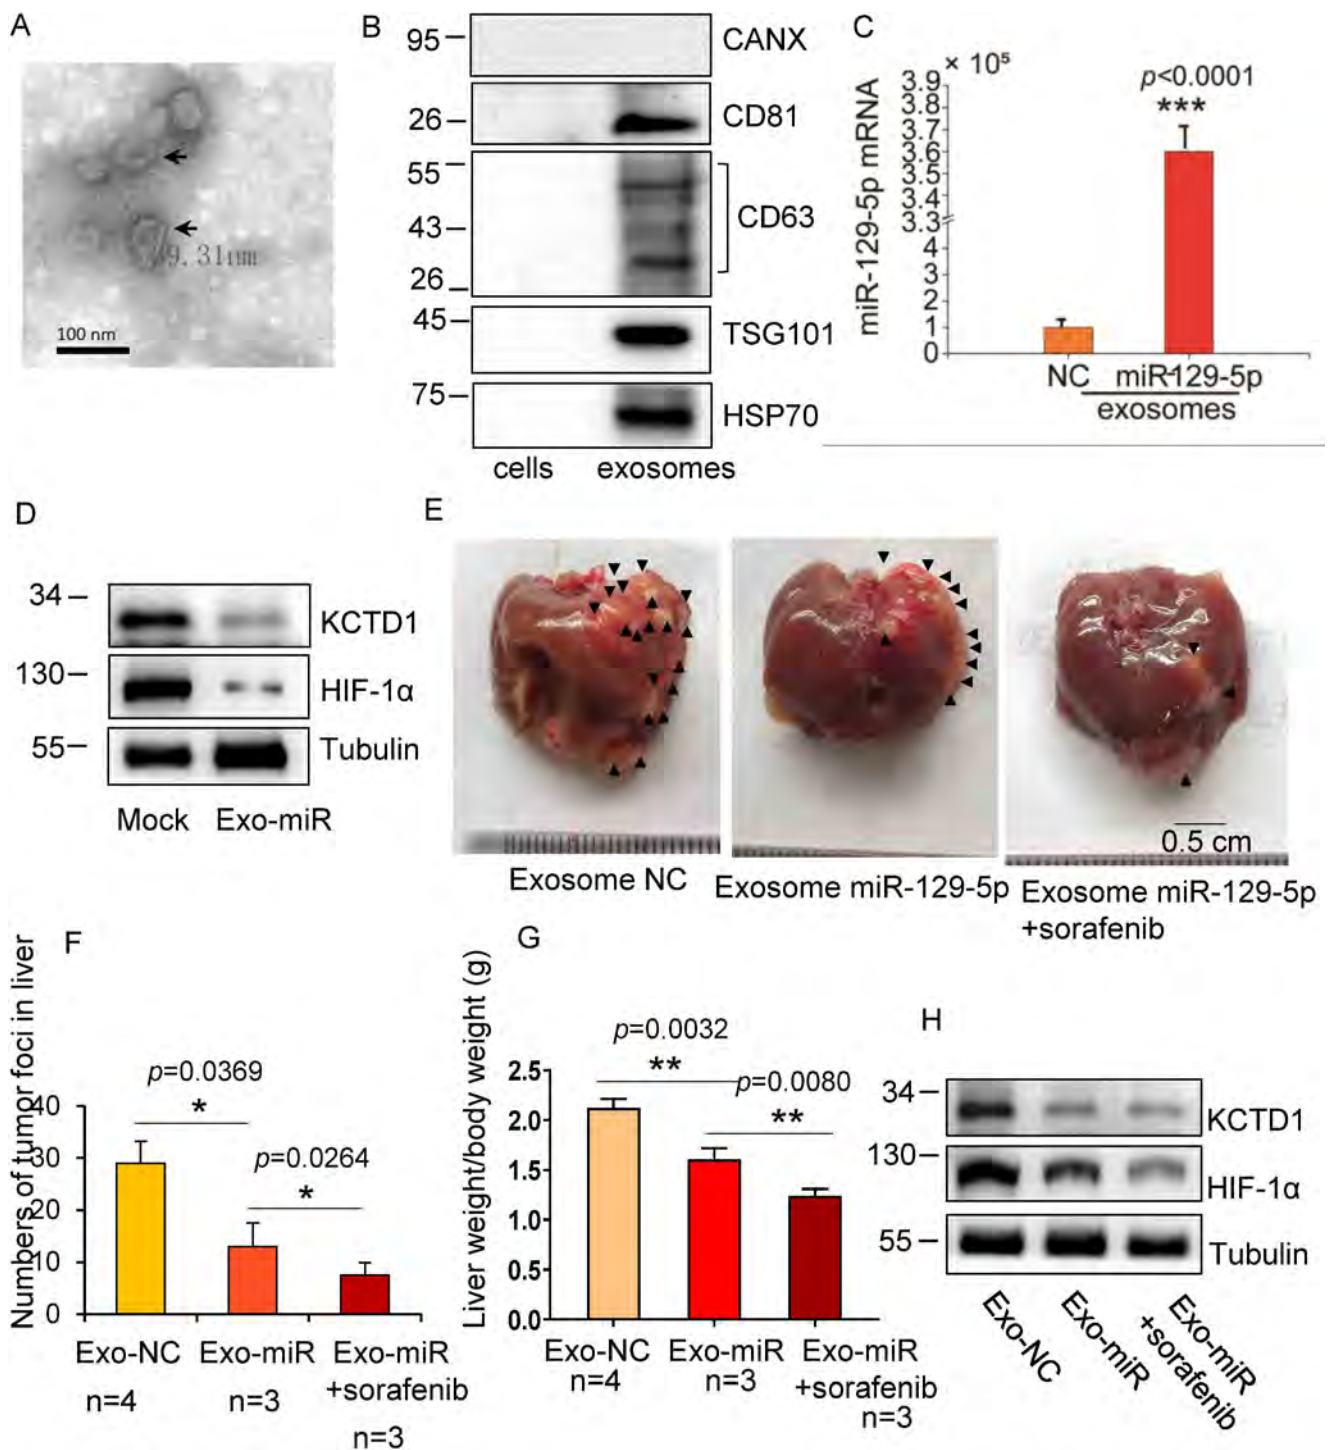 A
9.31nm
100 nm
B
95
CANX
26
CD81
55
43
26
CD63
45
TSG101
75
HSP70
cells exosomes
C
× 10⁵
p<0.0001
***
miR-129-5p mRNA
3.9
3.8
3.7
3.6
3.5
3.4
3.3
4
3
2
1
0
NC miR-129-5p
exosomes
D
34
KCTD1
130
HIF-1α
55
Tubulin
Mock Exo-miR
E
0.5 cm
Exosome NC
Exosome miR-129-5p
Exosome miR-129-5p
+sorafenib
F
Numbers of tumor foci in liver
p=0.0369
*
p=0.0264
*
40
30
20
10
0
Exo-NC
n=4
Exo-miR
n=3
Exo-miR
+sorafenib
n=3
G
Liver weight/body weight (g)
p=0.0032
**
p=0.0080
**
2.5
2.0
1.5
1.0
0.5
0.0
Exo-NC
n=4
Exo-miR
n=3
Exo-miR
+sorafenib
n=3
H
34
KCTD1
130
HIF-1α
55
Tubulin
Exo-NC
Exo-miR
Exo-miR
+sorafenib